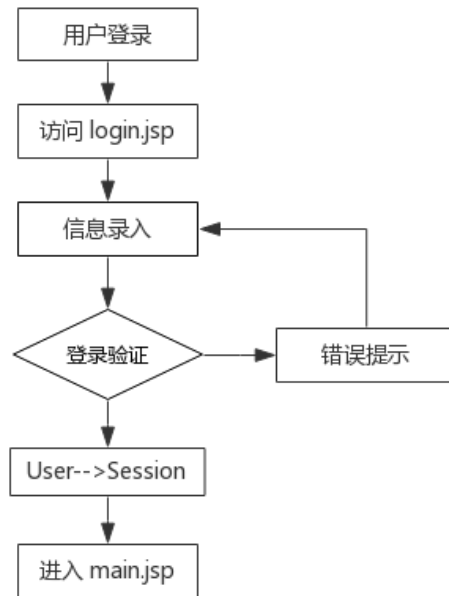 用户登录
访问 login.jsp
信息录入
登录验证
错误提示
User-->Session
进入 main.jsp